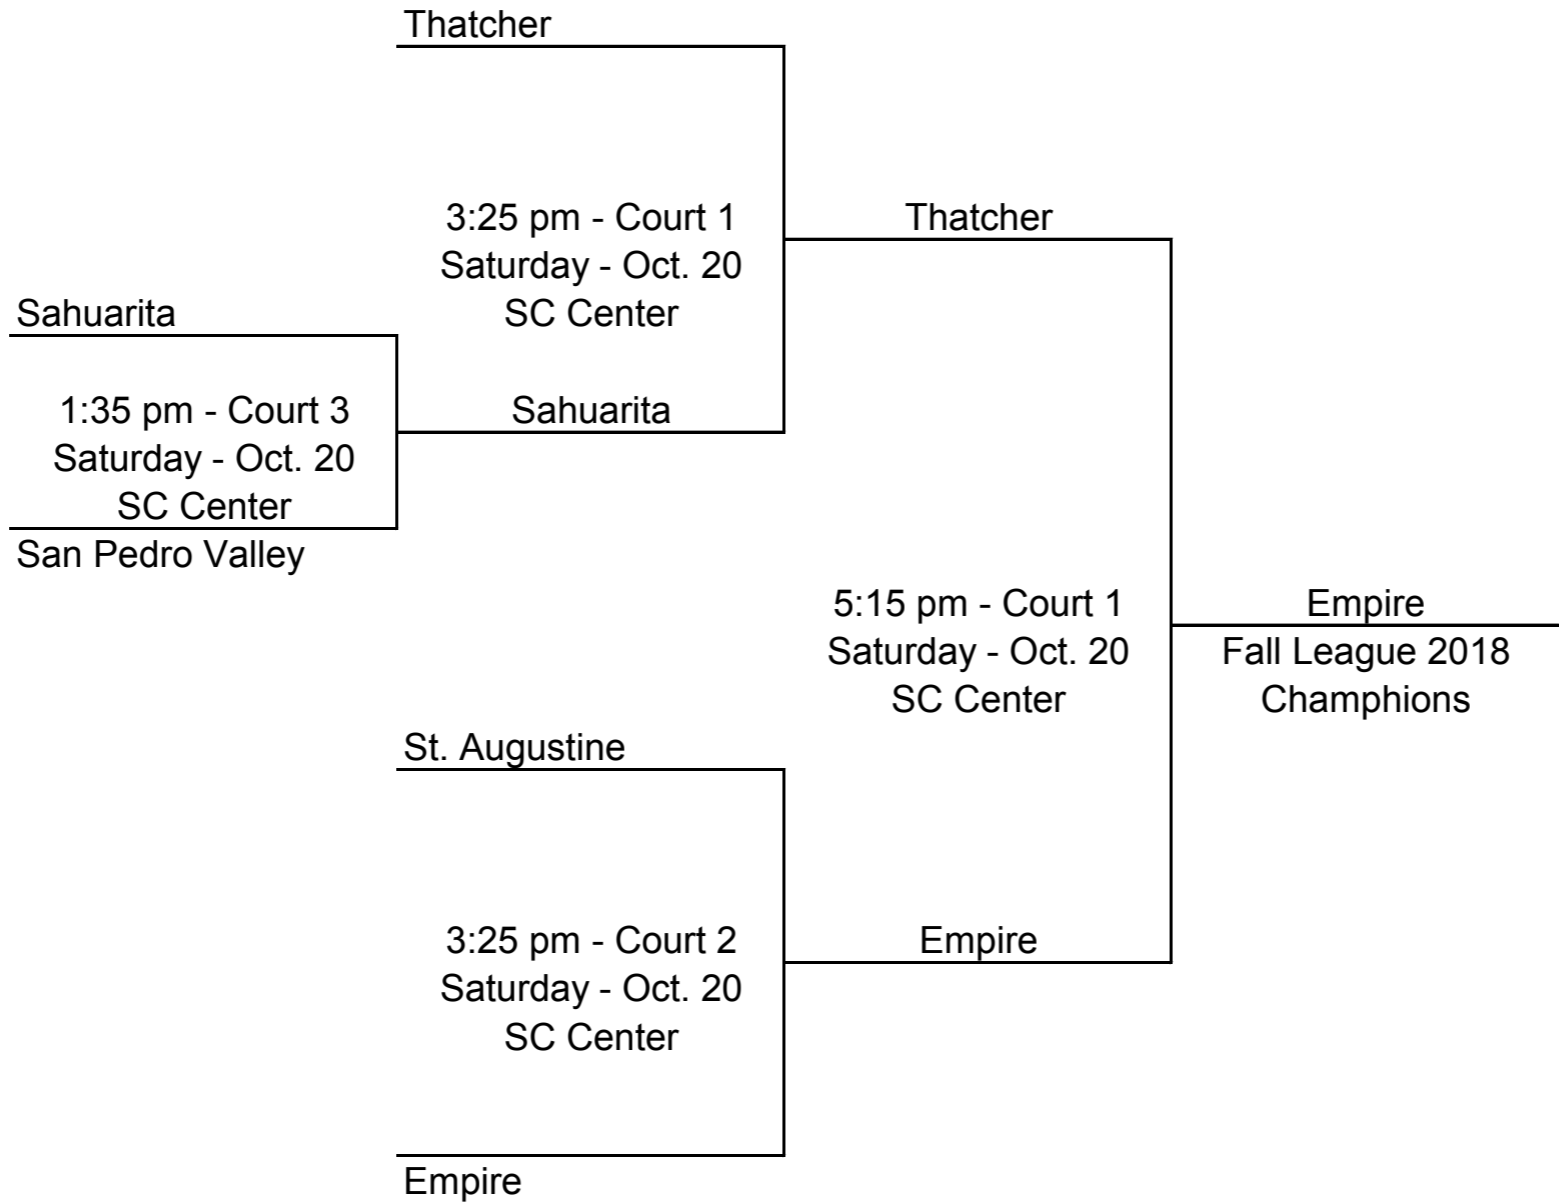 Thatcher
3:25 pm - Court 1
Saturday - Oct. 20
SC Center
Thatcher
Sahuarita
1:35 pm - Court 3
Saturday - Oct. 20
SC Center
Sahuarita
San Pedro Valley
5:15 pm - Court 1
Saturday - Oct. 20
SC Center
Empire
Fall League 2018
Champhions
St. Augustine
3:25 pm - Court 2
Saturday - Oct. 20
SC Center
Empire
Empire